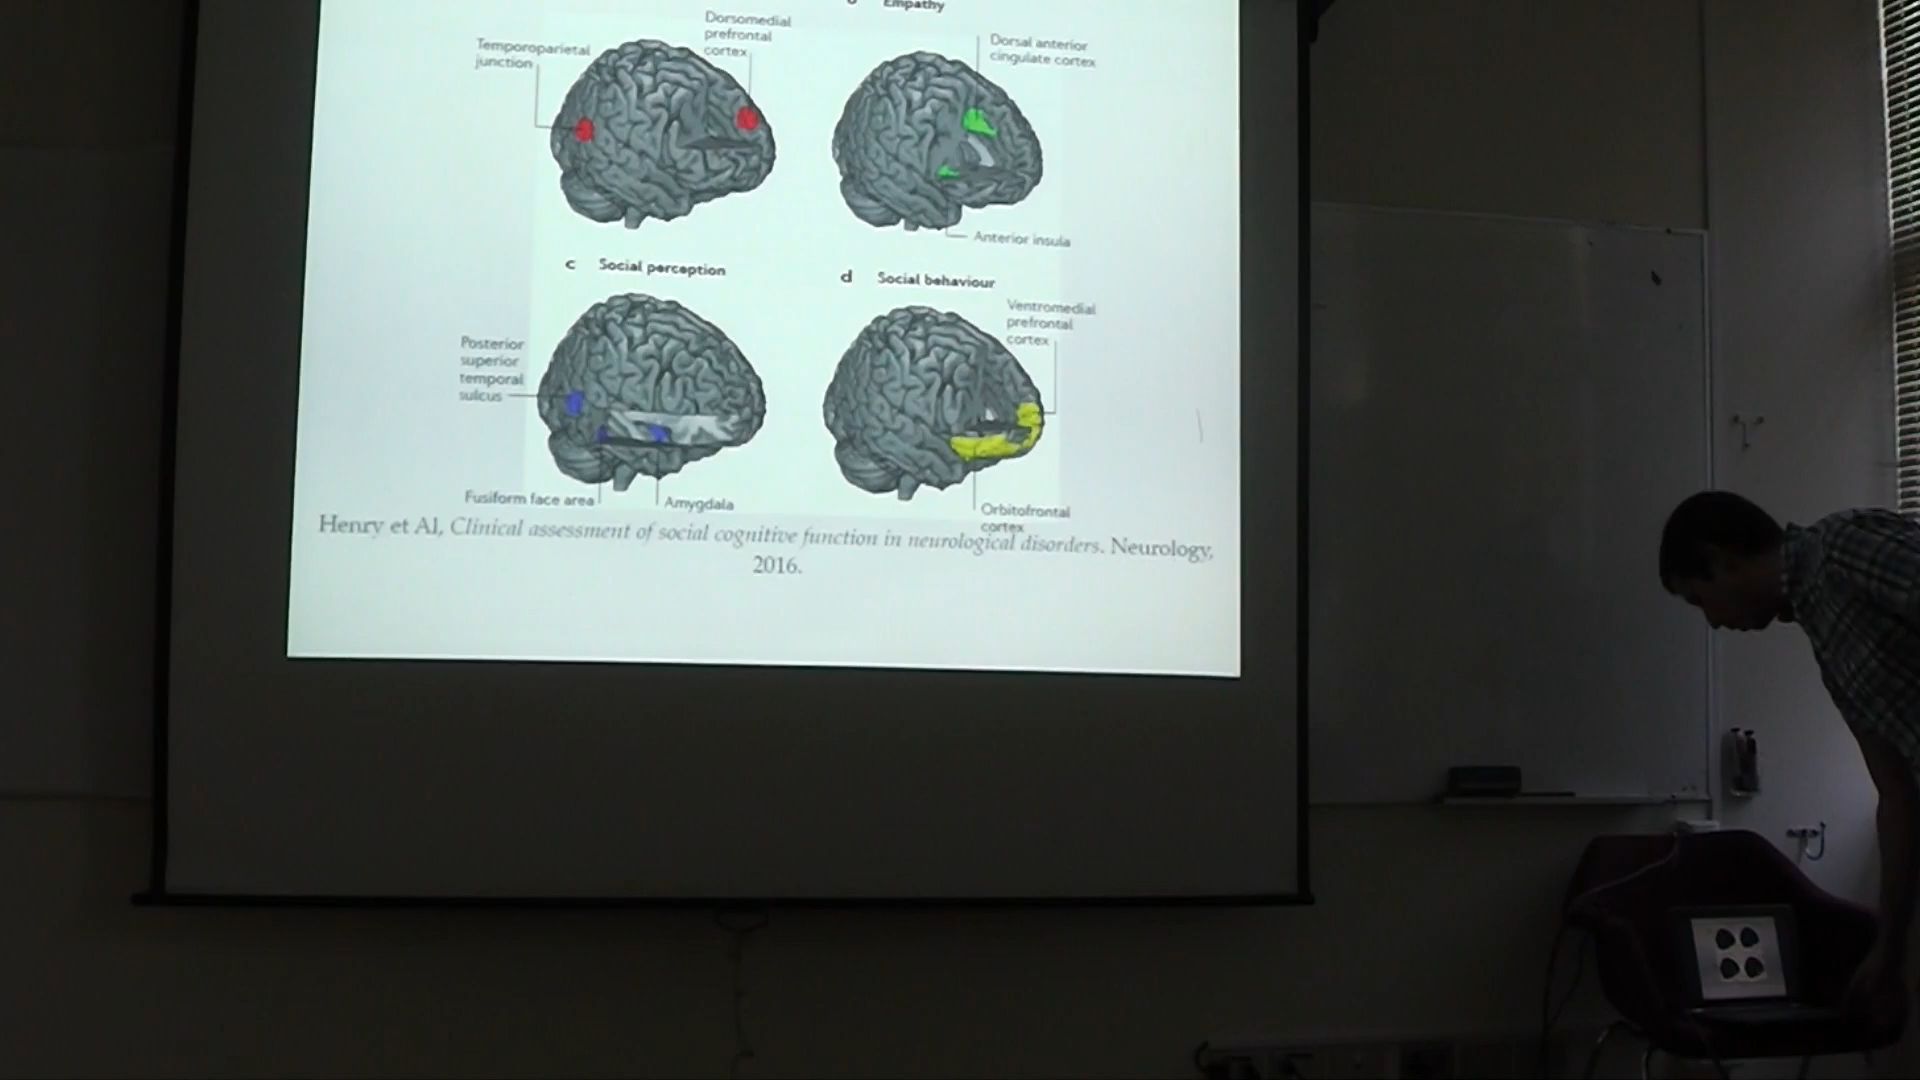 Empathy
Temporoparietal
junction
Dorsomedial
prefrontal
cortex
Dorsal anterior
cingulate cortex
Anterior insula
c Social perception
d Social behaviour
Posterior
superior
temporal
sulcus
Ventromedial
prefrontal
cortex
Fusiform face area
Amygdala
Orbitofrontal
cortex
Henry et Al, Clinical assessment of social cognitive function in neurological disorders. Neurology,
2016.